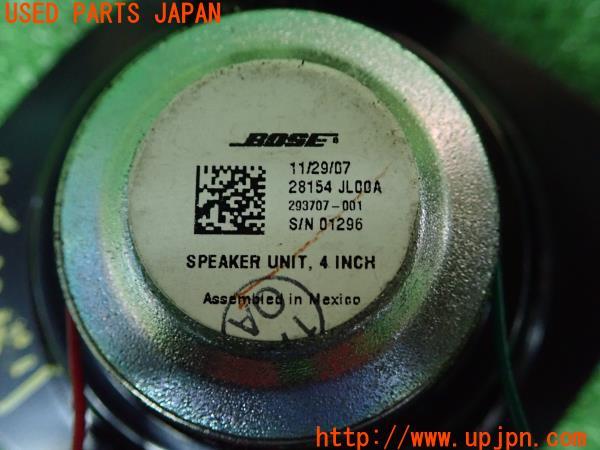 USED PARTS JAPAN
BOSE®
11/29/07
28154 JL00A
293707-001
S/N 01296
SPEAKER UNIT, 4 INCH
Assembled in Mexico
http://www.upjpn.com